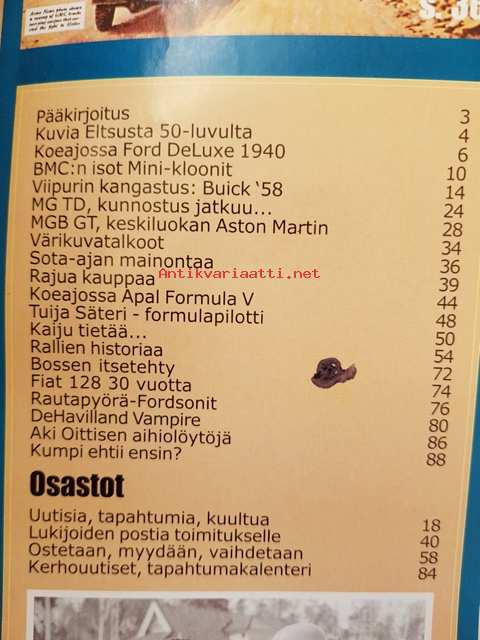 S.
Pääkirjoitus 3
Kuvia Eltsusta 50-luvulta 4
Koeajossa Ford DeLuxe 1940 6
BMC:n isot Mini-kloonit 10
Viipurin kangastus: Buick ‘58 14
MG TD, kunnostus jatkuu... 24
MGB GT, keskiluokan Aston Martin 28
Värikuvatalkoot 34
Sota-ajan mainontaa 36
Rajua kauppaa 39
Antikvariaatti.net
Koeajossa Apal Formula V 44
Tuija Säteri - formulapilotti 48
Kaiju tietää... 50
Rallien historiaa 54
Bossen itsetehty 72
Fiat 128 30 vuotta 74
Rautapyörä-Fordsonit 76
DeHavilland Vampire 80
Aki Oittisen aihiolöytöjä 86
Kumpi ehtii ensin? 88
Osastot
Uutisia, tapahtumia, kuultua 18
Lukijoiden postia toimitukselle 40
Ostetaan, myydään, vaihdetaan 58
Kerhouutiset, tapahtumakalenteri 84